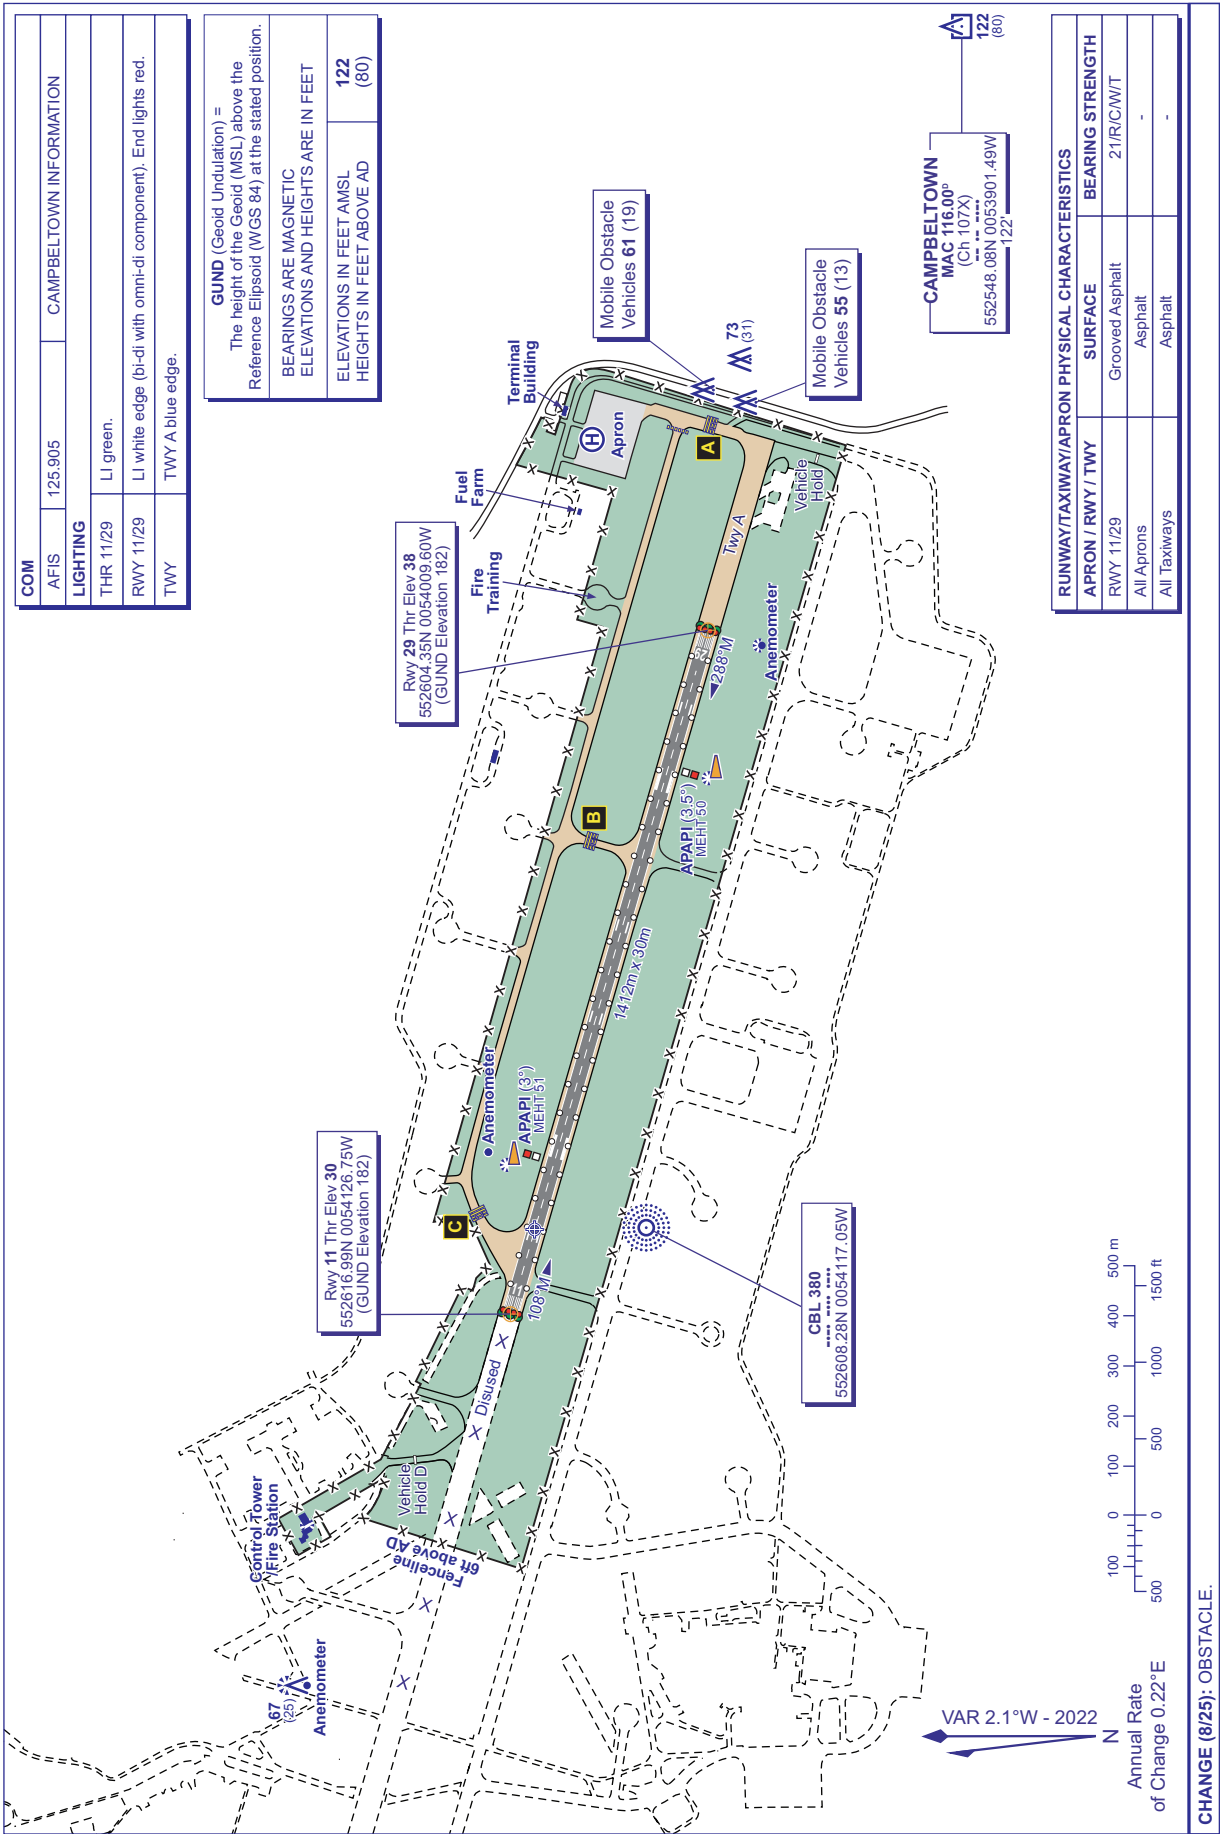 COM
AFIS 125.905 CAMPBELTOWN INFORMATION
LIGHTING
THR 11/29 LI green.
RWY 11/29 LI white edge (bi-di with omni-di component). End lights red.
TWY TWY A blue edge.
GUND (Geoid Undulation) =
The height of the Geoid (MSL) above the
Reference Elipsoid (WGS 84) at the stated position.
BEARINGS ARE MAGNETIC
ELEVATIONS AND HEIGHTS ARE IN FEET
ELEVATIONS IN FEET AMSL 122
HEIGHTS IN FEET ABOVE AD (80)
122
(80)
CAMPBELTOWN
MAC 116.00°
(Ch 107X)
552548.08N 0053901.49W
122'
RUNWAY/TAXIWAY/APRON PHYSICAL CHARACTERISTICS
APRON / RWY / TWY SURFACE BEARING STRENGTH
RWY 11/29 Grooved Asphalt 21/R/C/W/T
All Aprons Asphalt -
All Taxiways Asphalt -
Mobile Obstacle
Vehicles 61 (19)
73
(31)
Mobile Obstacle
Vehicles 55 (13)
Terminal
Building
H
Apron
A
Vehicle
Hold
Twy A
Fuel
Farm
Fire
Training
Rwy 29 Thr Elev 38
552604.35N 0054009.60W
(GUND Elevation 182)
29
288°M
Anemometer
APAPI (3.5°)
MEHT 50
B
1412m x 30m
Anemometer
APAPI (3°)
MEHT 51
C
Rwy 11 Thr Elev 30
552616.99N 0054126.75W
(GUND Elevation 182)
108°M
CBL 380
552608.28N 0054117.05W
Disused
Vehicle
Hold D
Control Tower
/Fire Station
Fenceline
6ft above AD
67
(25)
Anemometer
100 0 100 200 300 400 500 m
500 0 500 1000 1500 ft
VAR 2.1°W - 2022
N
Annual Rate
of Change 0.22°E
CHANGE (8/25): OBSTACLE.